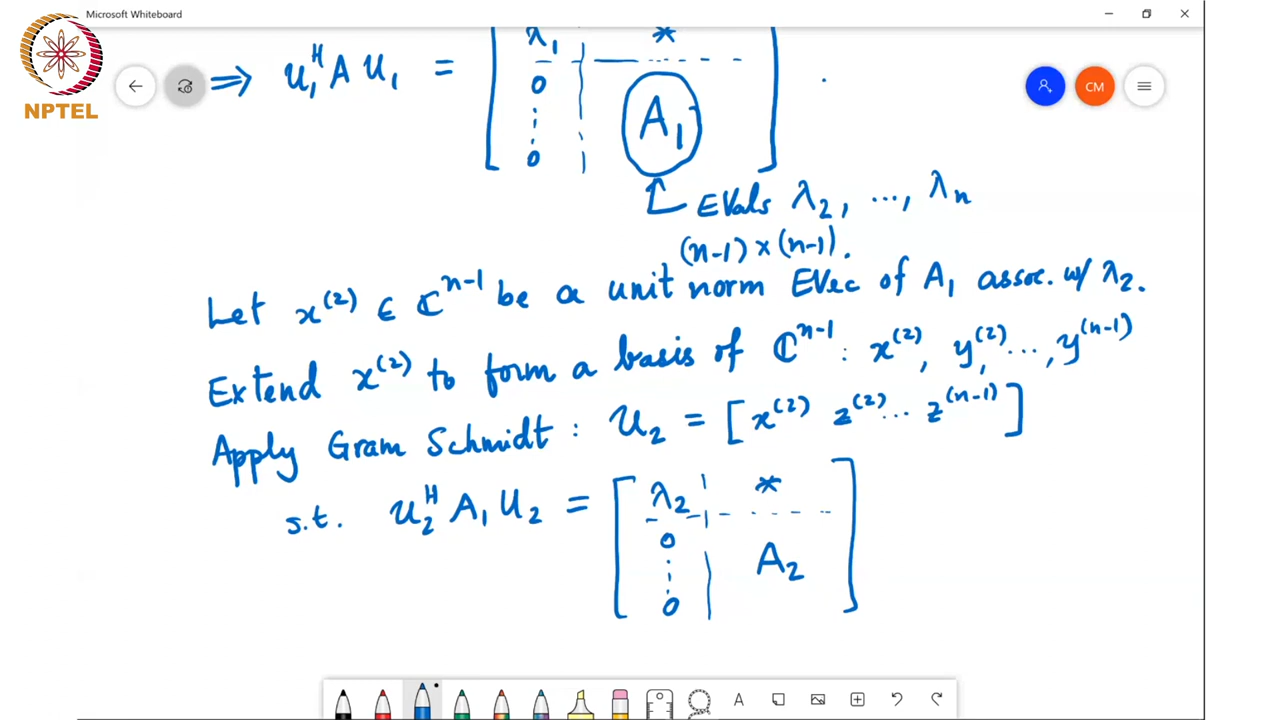 Microsoft Whiteboard
NPTEL
CM
⇒ U₁ᴴ A U₁ = [ λ₁ ¦ *
0
⋮ ¦ A₁
0 ] .
EVals λ₂, ..., λₙ
(n-1) × (n-1).
Let x⁽²⁾ ∈ ℂⁿ⁻¹ be a unit norm EVec of A₁ assoc. w/ λ₂.
Extend x⁽²⁾ to form a basis of ℂⁿ⁻¹ : x⁽²⁾, y⁽²⁾, ..., y⁽ⁿ⁻¹⁾
Apply Gram Schmidt : U₂ = [ x⁽²⁾ z⁽²⁾ ... z⁽ⁿ⁻¹⁾ ]
s.t. U₂ᴴ A₁ U₂ = [ λ₂ ¦ *
0
⋮ ¦ A₂
0 ]